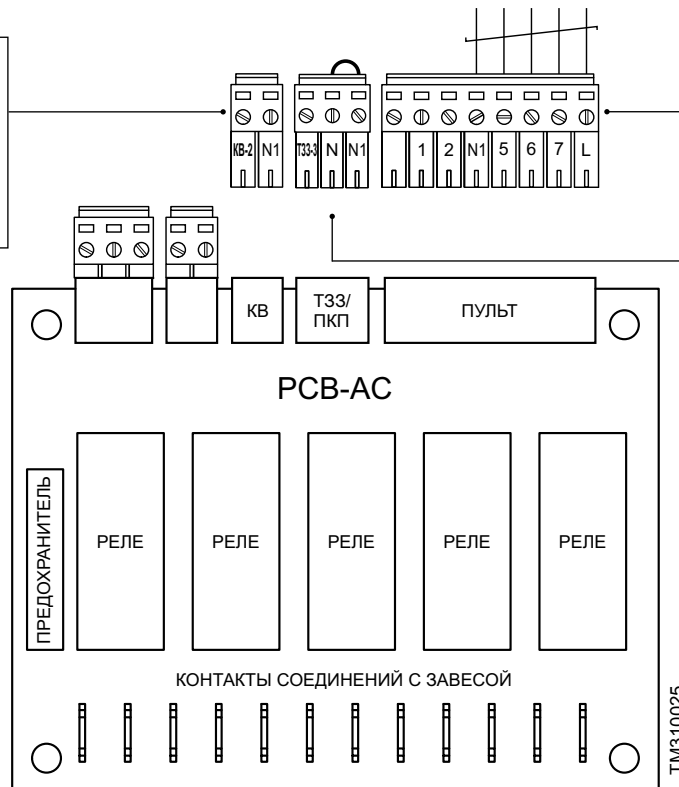 КВ-2 N1 ТЗЗ-3 N N1 1 2 N1 5 6 7 L
КВ
ТЗЗ/
ПКП
ПУЛЬТ
PCB-AC
ПРЕДОХРАНИТЕЛЬ
РЕЛЕ РЕЛЕ РЕЛЕ РЕЛЕ РЕЛЕ
КОНТАКТЫ СОЕДИНЕНИЙ С ЗАВЕСОЙ
TM310025